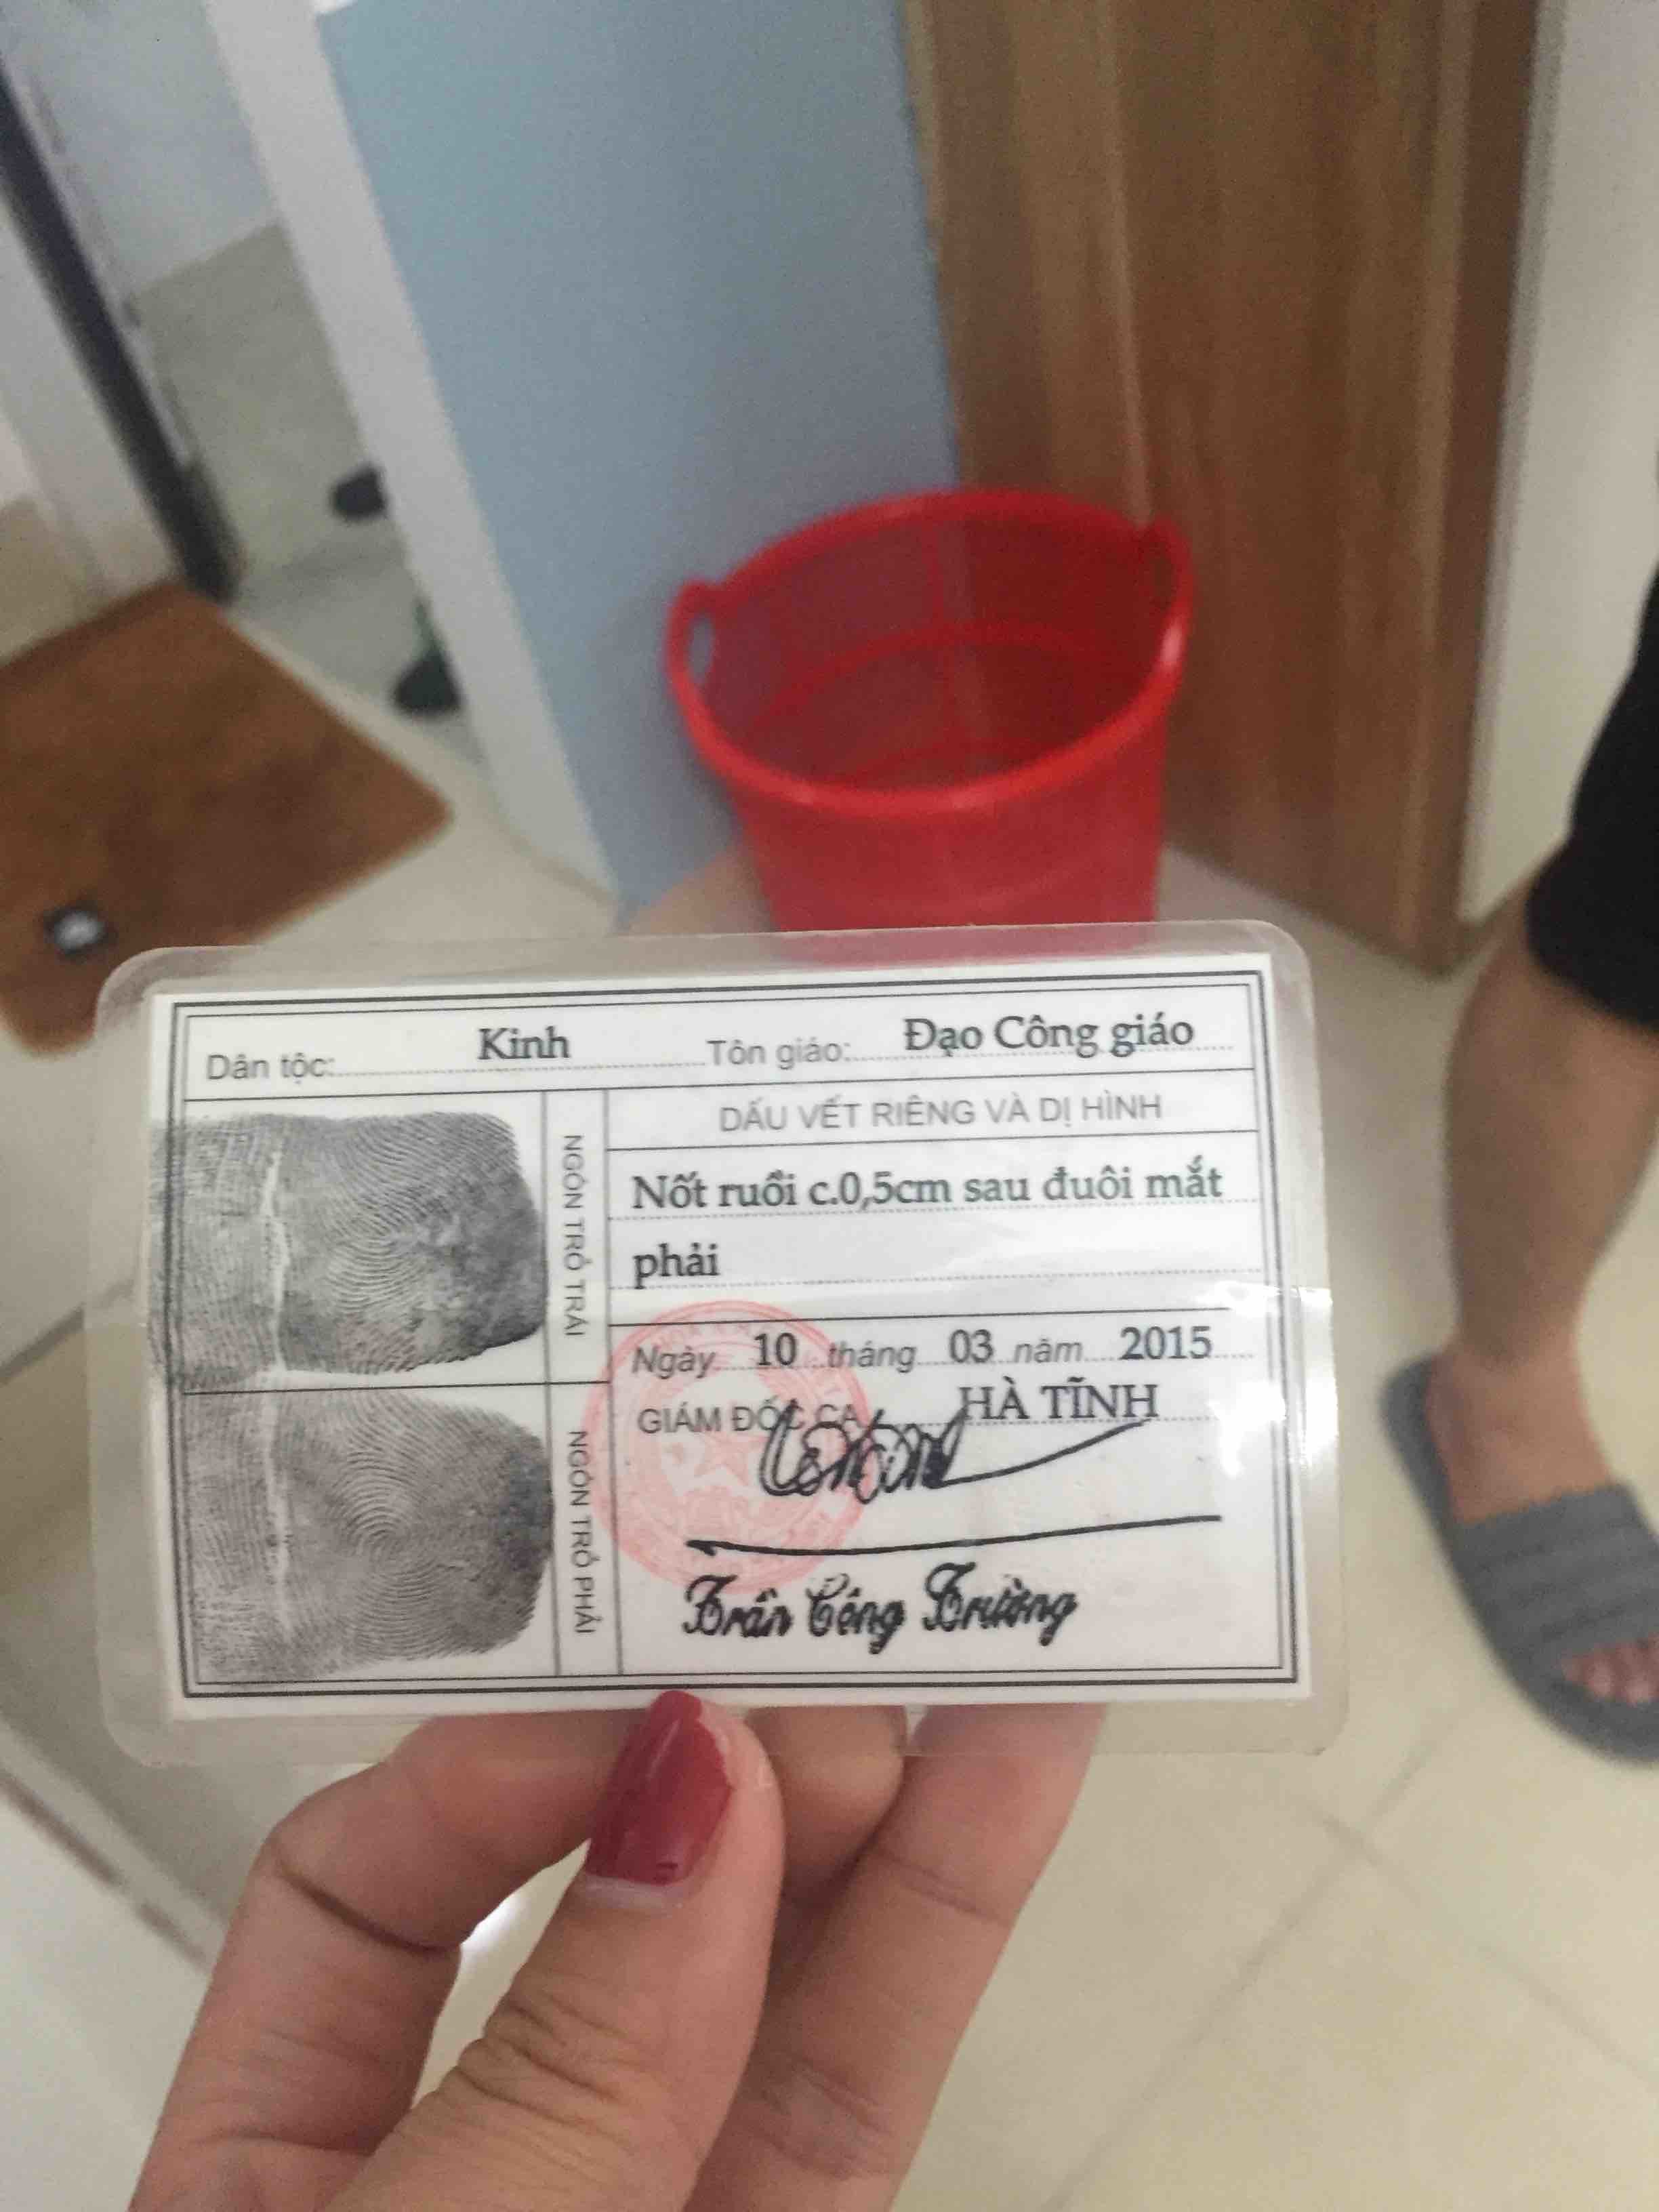 Dân tộc: Kinh Tôn giáo: Đạo Công giáo
NGÓN TRỎ TRÁI
DẤU VẾT RIÊNG VÀ DỊ HÌNH
Nốt ruồi c.0,5cm sau đuôi mắt
phải
NGÓN TRỎ PHẢI
Ngày 10 tháng 03 năm 2015
GIÁM ĐỐC CA HÀ TĨNH
Trần Công Trường